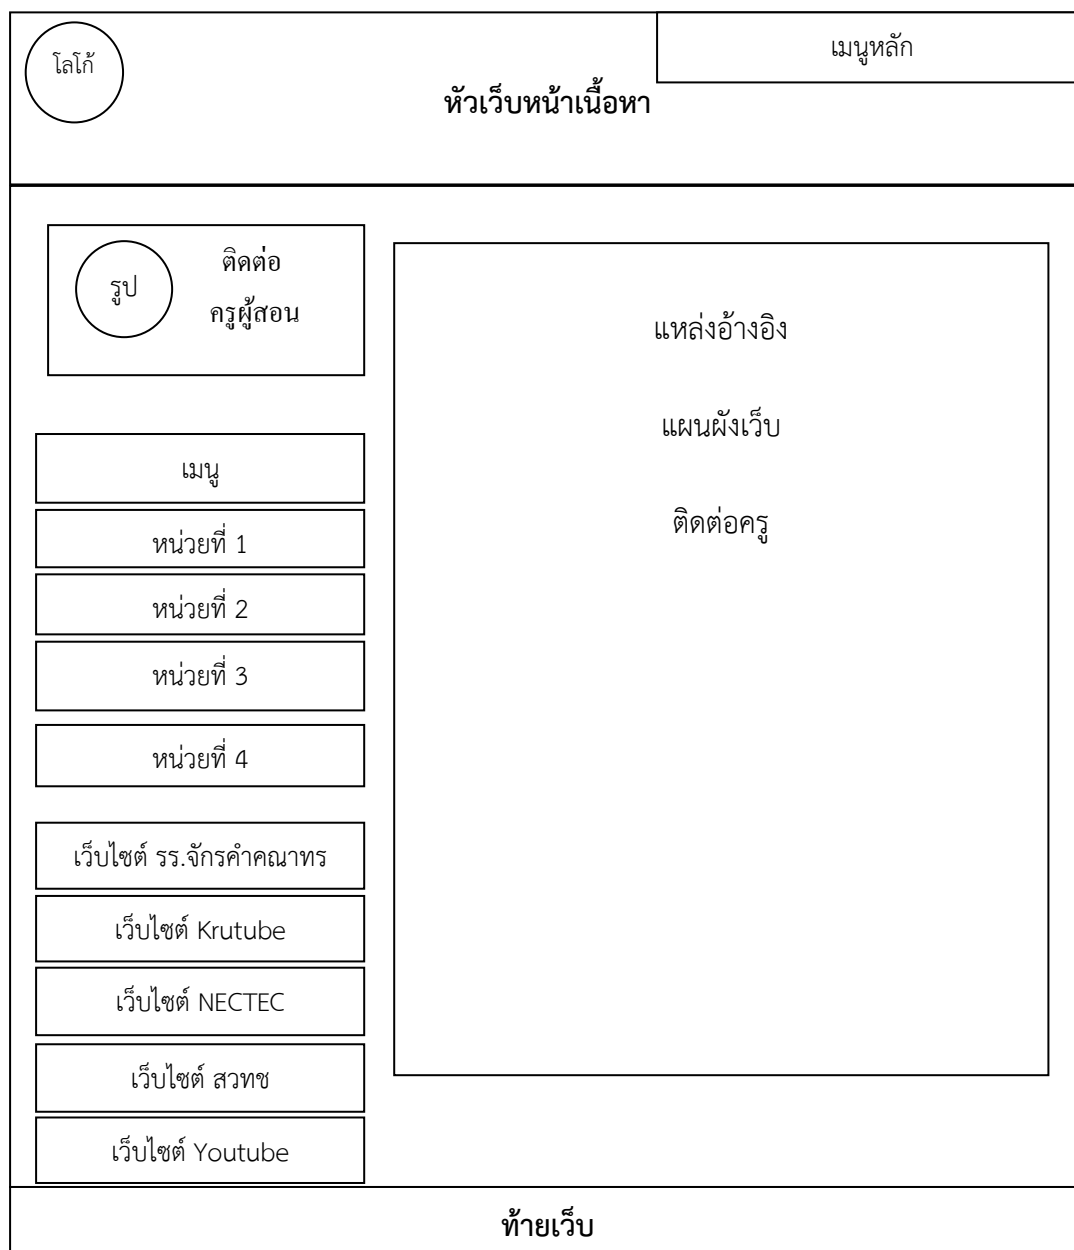 โลโก้
เมนูหลัก
หัวเว็บหน้าเนื้อหา
รูป
ติดต่อ
ครูผู้สอน
เมนู
หน่วยที่ 1
หน่วยที่ 2
หน่วยที่ 3
หน่วยที่ 4
เว็บไซต์ รร.จักรคำคณาทร
เว็บไซต์ Krutube
เว็บไซต์ NECTEC
เว็บไซต์ สวทช
เว็บไซต์ Youtube
แหล่งอ้างอิง
แผนผังเว็บ
ติดต่อครู
ท้ายเว็บ